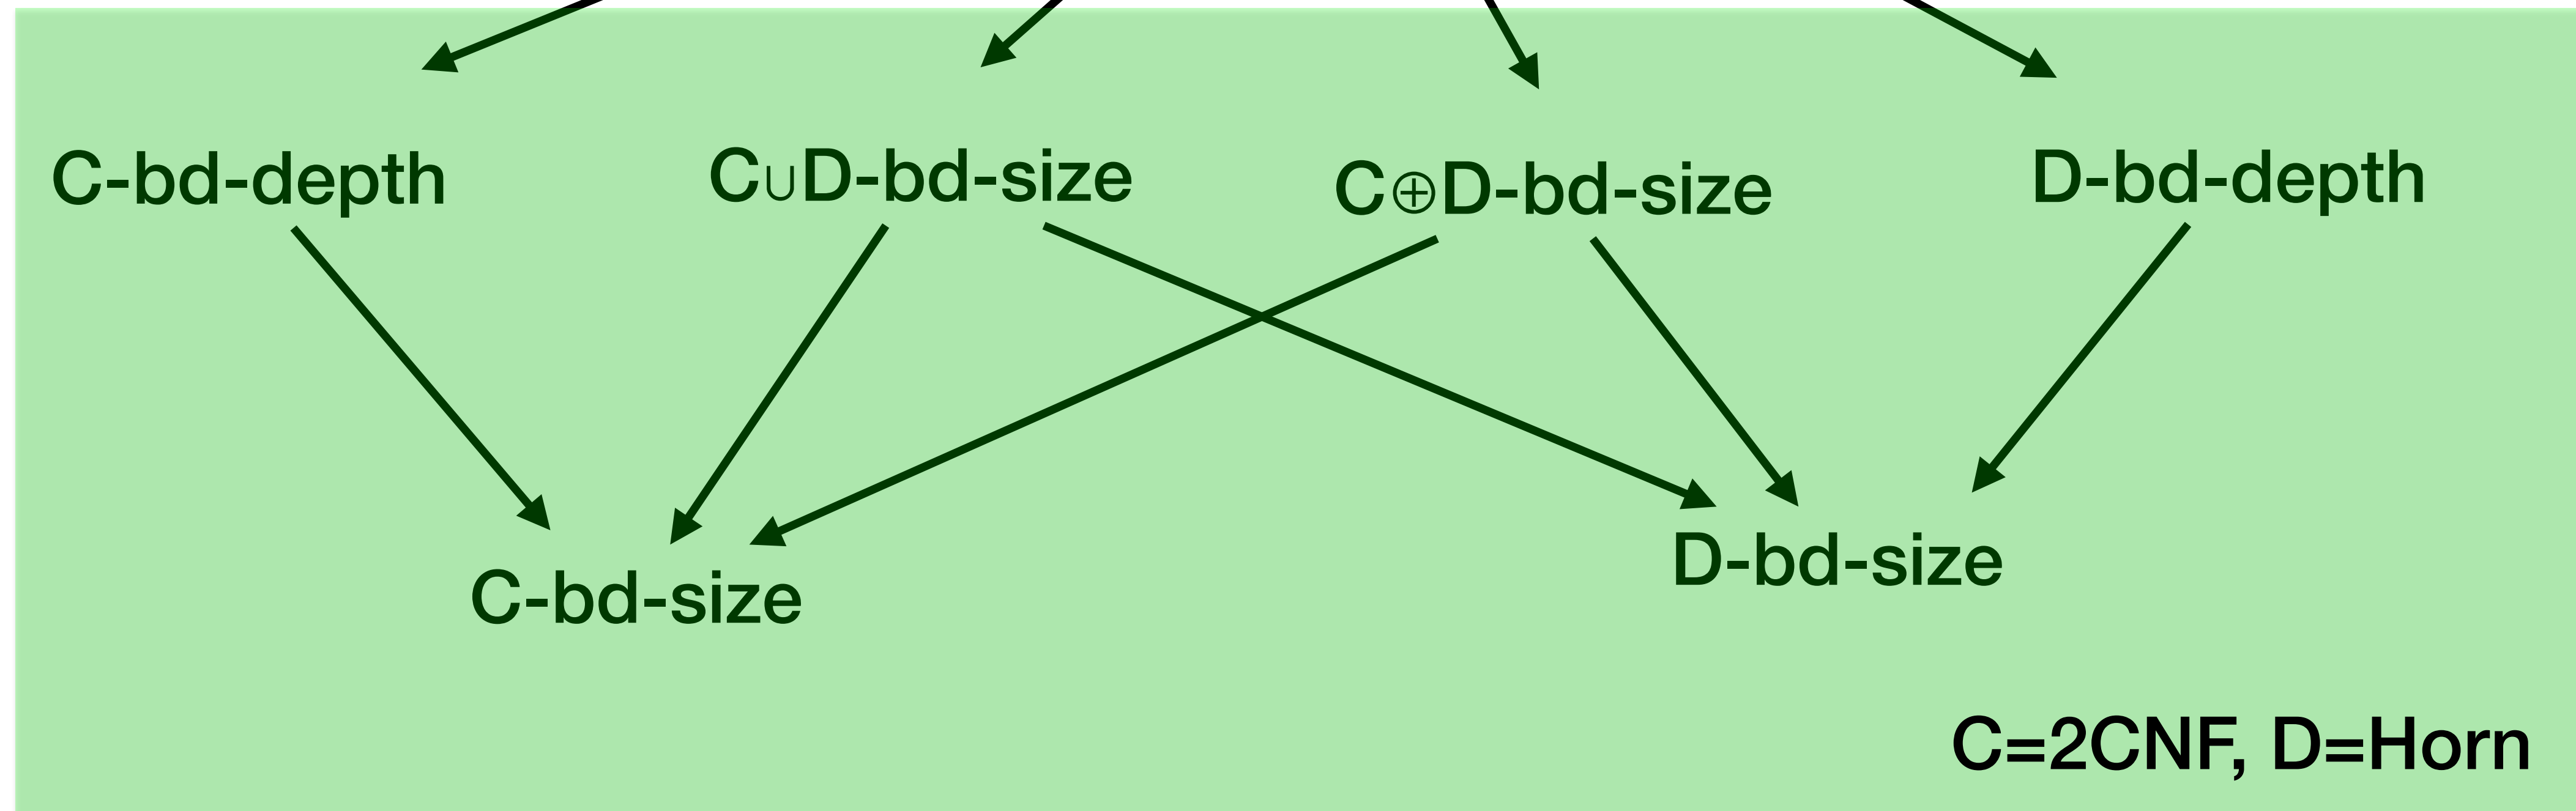 C-bd-depth
C∪D-bd-size
C⊕D-bd-size
D-bd-depth
C-bd-size
D-bd-size
C=2CNF, D=Horn